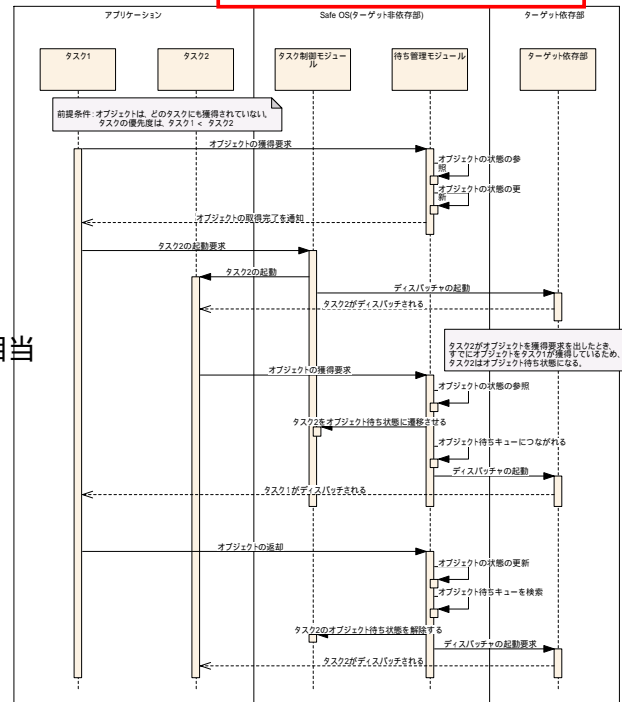 アプリケーション
Safe OS(ターゲット非依存部)
ターゲット依存部
タスク1
タスク2
タスク制御モジュー
ル
待ち管理モジュール
ターゲット依存部
前提条件：オブジェクトは、どのタスクにも獲得されていない。
タスクの優先度は、タスク1 < タスク2
オブジェクトの獲得要求
オブジェクトの状態の参
照
オブジェクトの状態の更
新
オブジェクトの取得完了を通知
タスク2の起動要求
タスク2の起動
ディスパッチャの起動
タスク2がディスパッチされる
相当
タスク2がオブジェクトを獲得要求を出したとき、
すでにオブジェクトをタスク1が獲得しているため、
タスク2はオブジェクト待ち状態になる。
オブジェクトの獲得要求
オブジェクトの状態の参照
タスク2をオブジェクト待ち状態に遷移させる
オブジェクト待ちキューにつながれる
ディスパッチャの起動
タスク1がディスパッチされる
オブジェクトの返却
オブジェクトの状態の更新
オブジェクト待ちキューを検索
タスク2のオブジェクト待ち状態を解除する
ディスパッチャの起動要求
タスク2がディスパッチされる